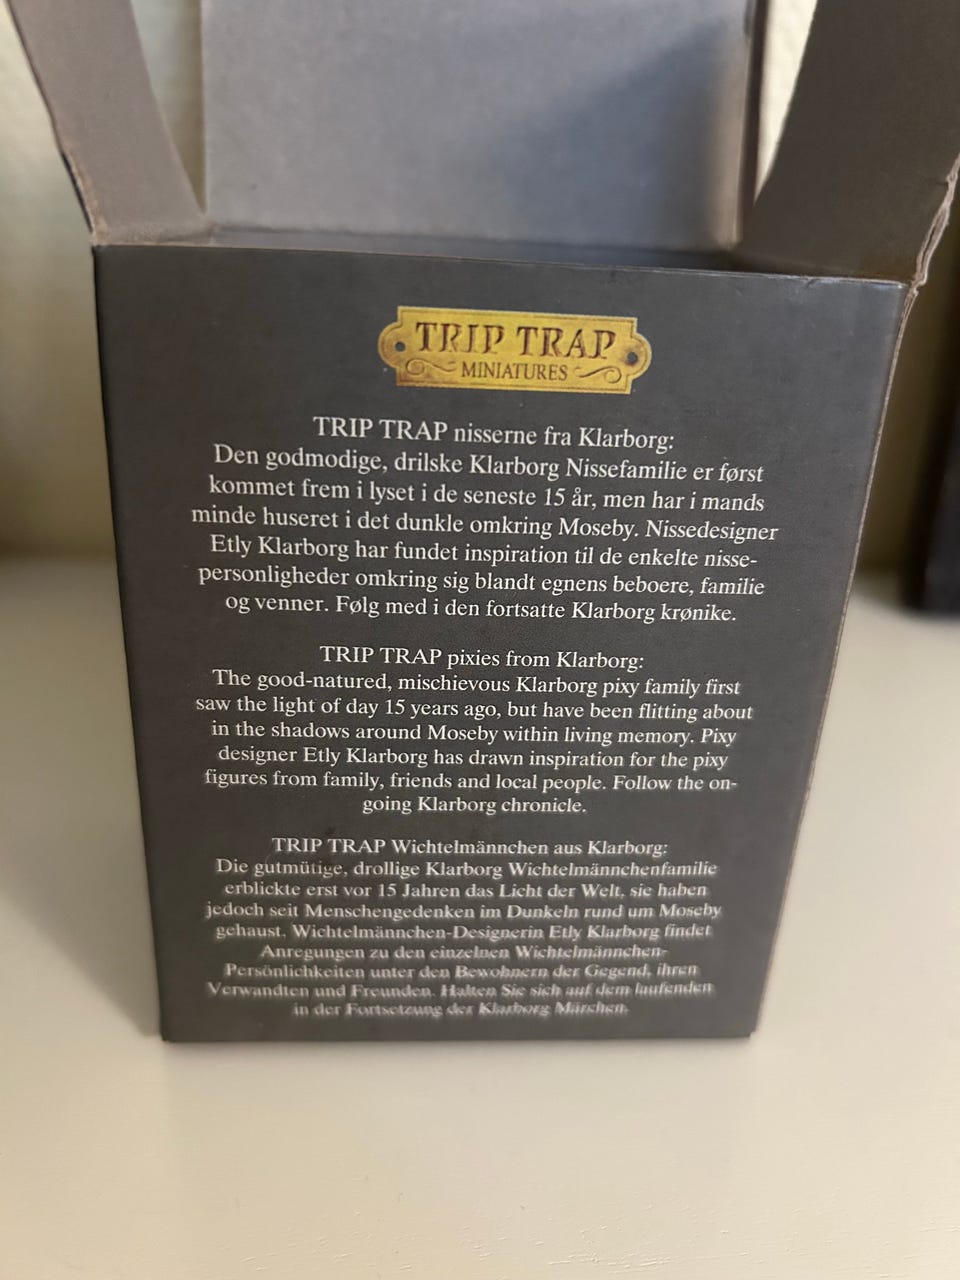 TRIP TRAP
MINIATURES
TRIP TRAP nisserne fra Klarborg:
Den godmodige, drilske Klarborg Nissefamilie er først
kommet frem i lyset i de seneste 15 år, men har i mands
minde huseret i det dunkle omkring Moseby. Nissedesigner
Etly Klarborg har fundet inspiration til de enkelte nisse-
personligheder omkring sig blandt egnens beboere, familie
og venner. Følg med i den fortsatte Klarborg krønike.
TRIP TRAP pixies from Klarborg:
The good-natured, mischievous Klarborg pixy family first
saw the light of day 15 years ago, but have been flitting about
in the shadows around Moseby within living memory. Pixy
designer Etly Klarborg has drawn inspiration for the pixy
figures from family, friends and local people. Follow the on-
going Klarborg chronicle.
TRIP TRAP Wichtelmännchen aus Klarborg:
Die gutmütige, drollige Klarborg Wichtelmännchenfamilie
erblickte erst vor 15 Jahren das Licht der Welt, sie haben
jedoch seit Menschengedenken im Dunkeln rund um Moseby
gehaust. Wichtelmännchen-Designerin Etly Klarborg findet
Anregungen zu den einzelnen Wichtelmännchen-
Persönlichkeiten unter den Bewohnern der Gegend, ihren
Verwandten und Freunden. Halten Sie sich auf dem laufenden
in der Fortsetzung der Klarborg Märchen.